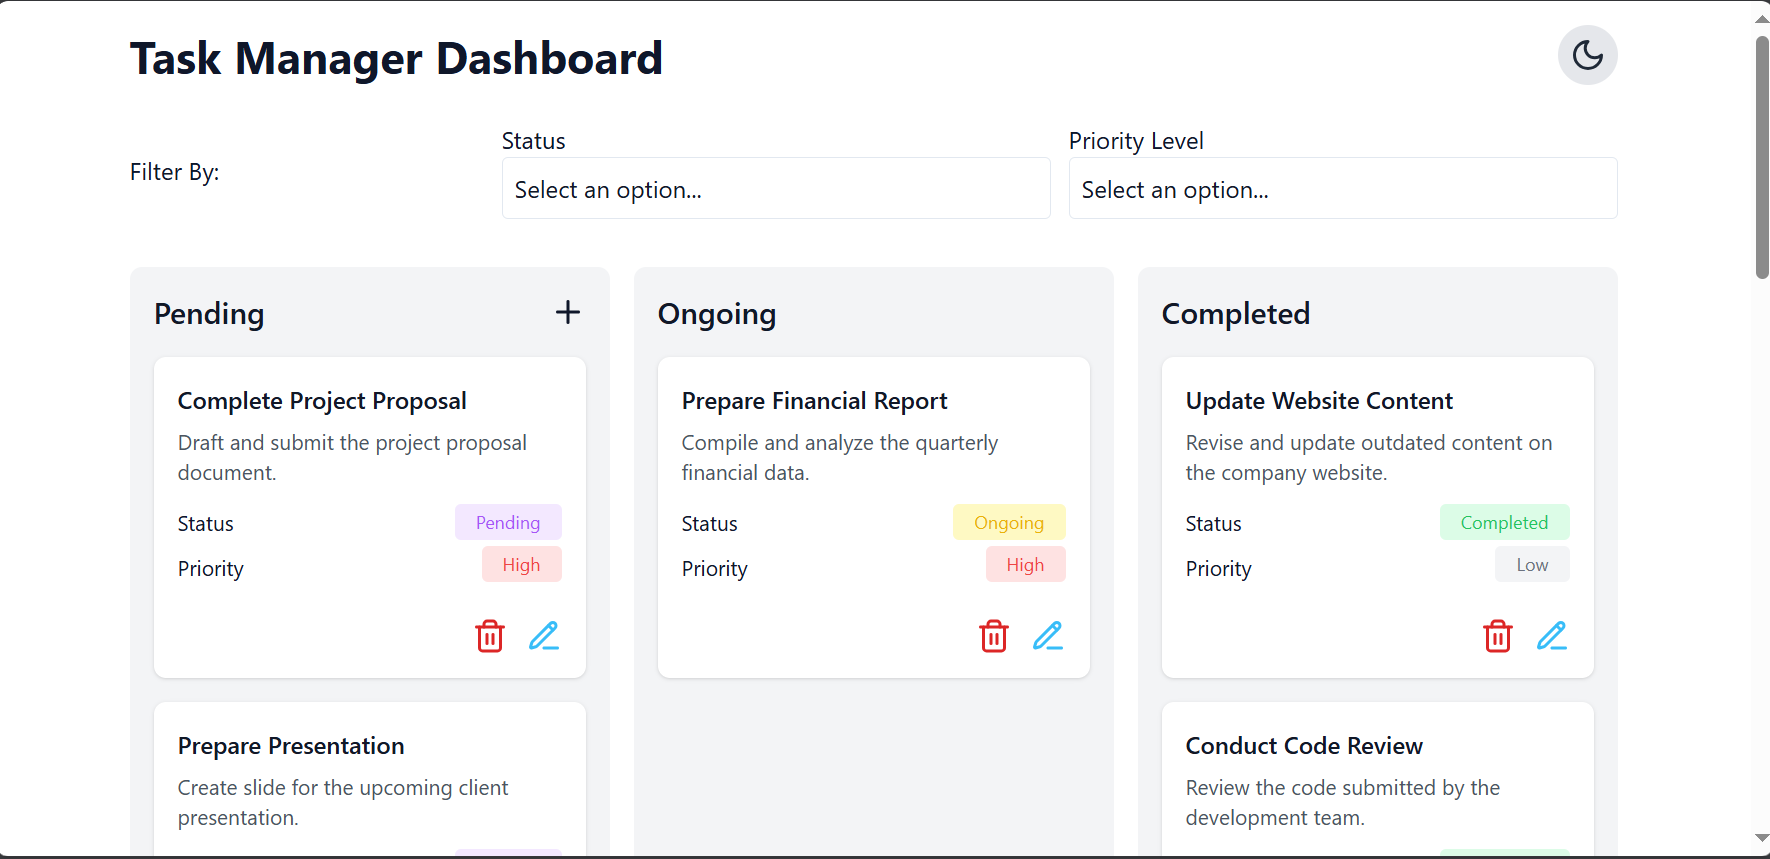 Task Manager Dashboard
Filter By:
Status
Select an option...
Priority Level
Select an option...
Pending
Complete Project Proposal
Draft and submit the project proposal
document.
Status
Pending
Priority
High
Prepare Presentation
Create slide for the upcoming client
presentation.
Ongoing
Prepare Financial Report
Compile and analyze the quarterly
financial data.
Status
Ongoing
Priority
High
Completed
Update Website Content
Revise and update outdated content on
the company website.
Status
Completed
Priority
Low
Conduct Code Review
Review the code submitted by the
development team.